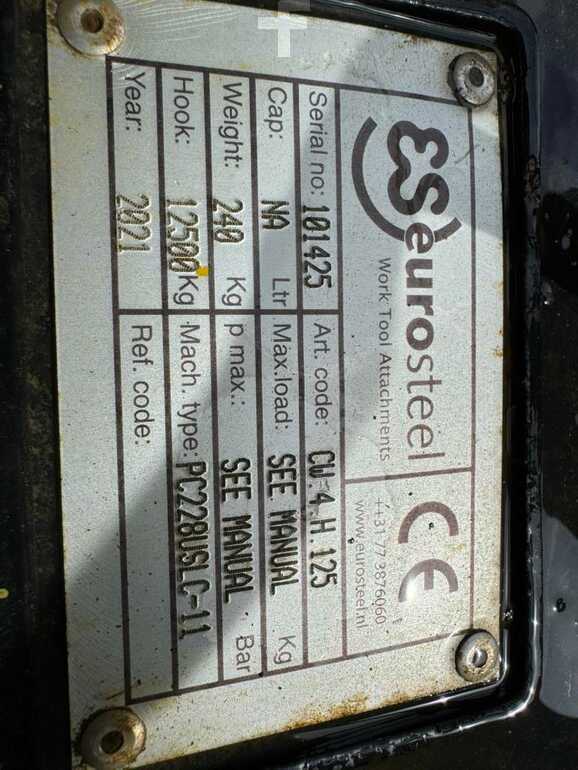 ES eurosteel
Work Tool Attachments
CE
+31 77 3876060
www.eurosteel.nl
Serial no: 101425 Art. code: CW.4.H.125
Cap: NA Ltr Max.load: SEE MANUAL Kg
Weight: 240 Kg p max.: SEE MANUAL Bar
Hook: 12500 Kg Mach. type: PC228USLC-11
Year: 2021 Ref. code: